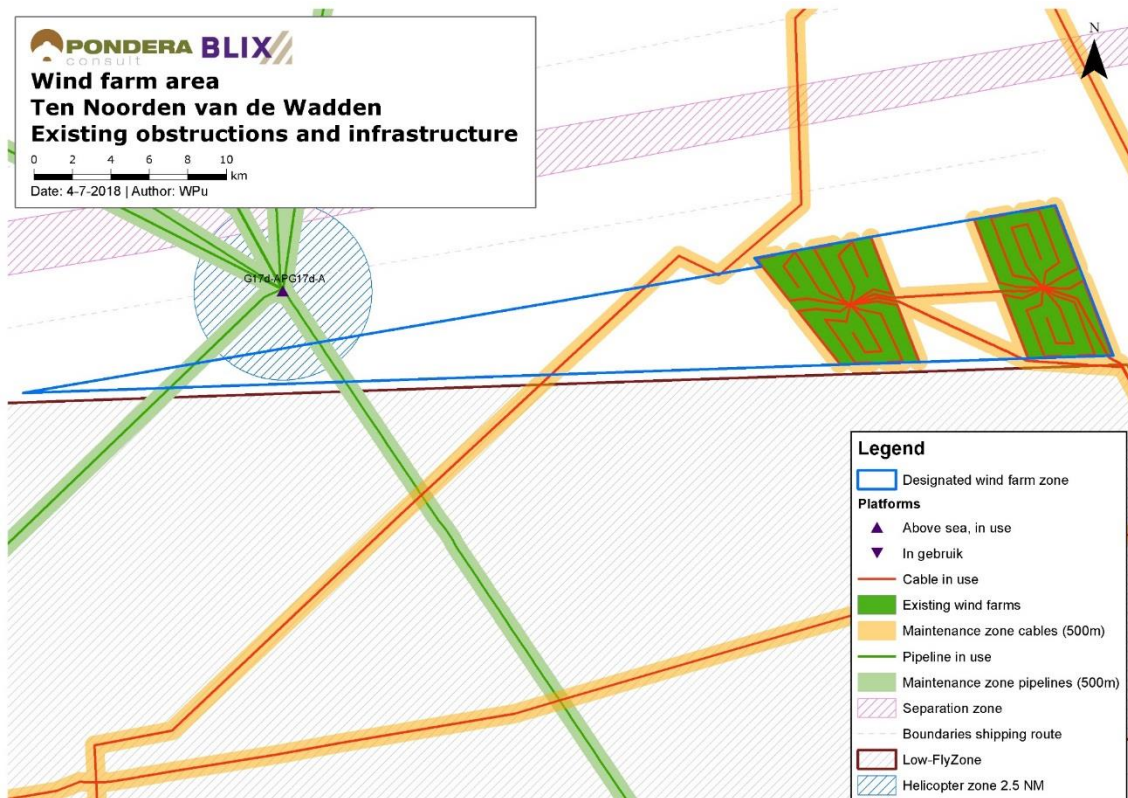 PONDERA
consult
BLIX
Wind farm area
Ten Noorden van de Wadden
Existing obstructions and infrastructure
0 2 4 6 8 10
km
Date: 4-7-2018 | Author: WPu
N
G17d-APG17d-A
Legend
Designated wind farm zone
Platforms
Above sea, in use
In gebruik
Cable in use
Existing wind farms
Maintenance zone cables (500m)
Pipeline in use
Maintenance zone pipelines (500m)
Separation zone
Boundaries shipping route
Low-FlyZone
Helicopter zone 2.5 NM